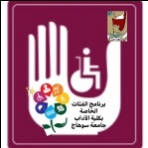 برنامج الفئات
الخاصة
بكلية الآداب
جامعة سوهاج